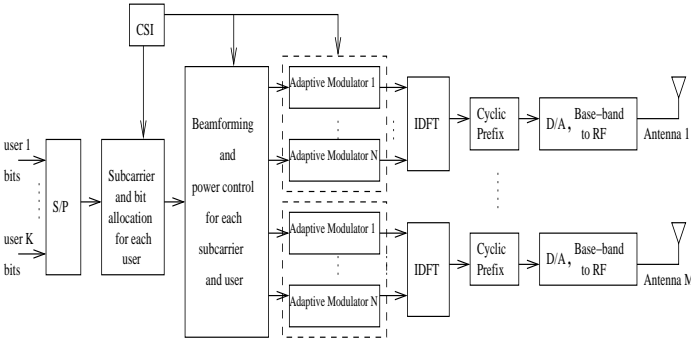 CSI
user 1
bits
user K
bits
S/P
Subcarrier
and bit
allocation
for each
user
Beamforming
and
power control
for each
subcarrier
and user
Adaptive Modulator 1
Adaptive Modulator N
IDFT
Cyclic
Prefix
D/A, Base-band
to RF
Antenna 1
Adaptive Modulator 1
Adaptive Modulator N
IDFT
Cyclic
Prefix
D/A, Base-band
to RF
Antenna M